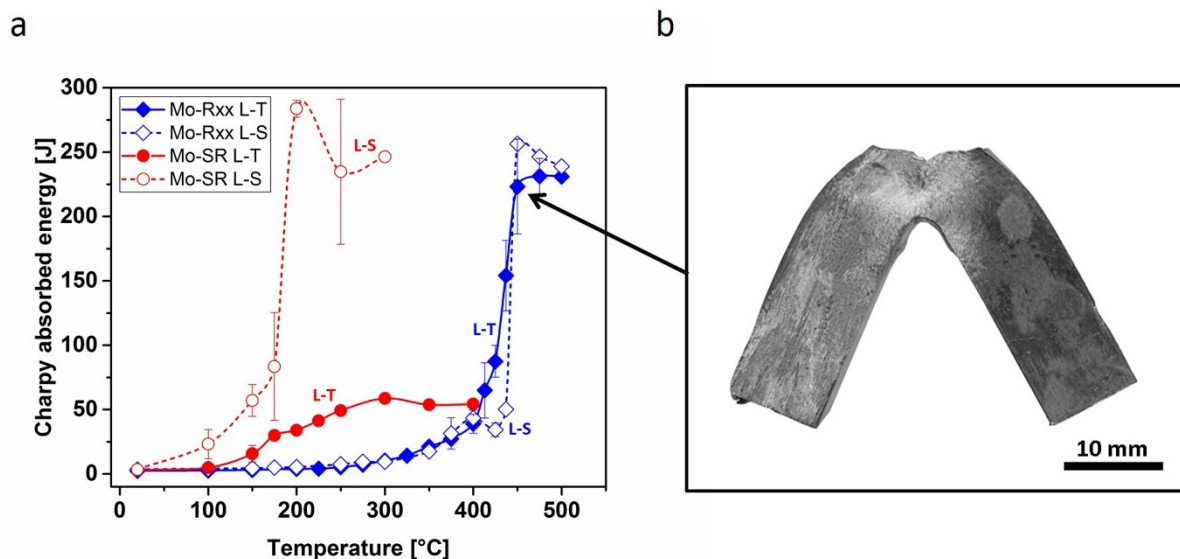 a
b
300
250
200
150
100
50
0
Charpy absorbed energy [J]
Mo-Rxx L-T
Mo-Rxx L-S
Mo-SR L-T
Mo-SR L-S
L-S
L-T
L-T
L-S
0
100
200
300
400
500
Temperature [°C]
10 mm